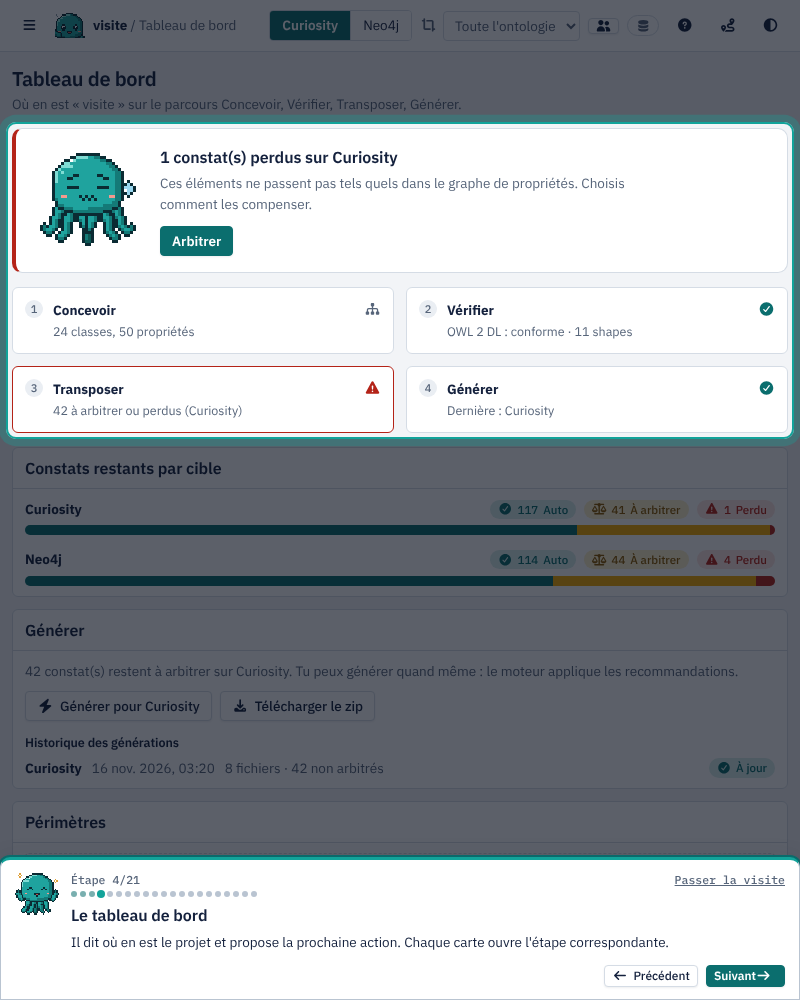 visite / Tableau de bord
Curiosity
Neo4j
Toute l'ontologie
Tableau de bord
Où en est « visite » sur le parcours Concevoir, Vérifier, Transposer, Générer.
1 constat(s) perdus sur Curiosity
Ces éléments ne passent pas tels quels dans le graphe de propriétés. Choisis
comment les compenser.
Arbitrer
1 Concevoir
24 classes, 50 propriétés
2 Vérifier
OWL 2 DL : conforme · 11 shapes
3 Transposer
42 à arbitrer ou perdus (Curiosity)
4 Générer
Dernière : Curiosity
Constats restants par cible
Curiosity 117 Auto 41 À arbitrer 1 Perdu
Neo4j 114 Auto 44 À arbitrer 4 Perdu
Générer
42 constat(s) restent à arbitrer sur Curiosity. Tu peux générer quand même : le moteur applique les recommandations.
Générer pour Curiosity
Télécharger le zip
Historique des générations
Curiosity 16 nov. 2026, 03:20 8 fichiers · 42 non arbitrés À jour
Périmètres
Étape 4/21
Passer la visite
Le tableau de bord
Il dit où en est le projet et propose la prochaine action. Chaque carte ouvre l'étape correspondante.
← Précédent
Suivant→